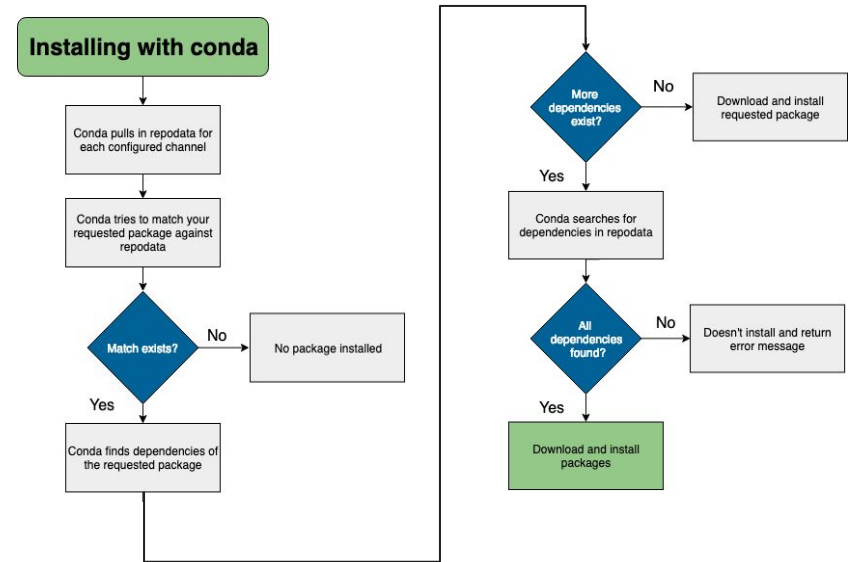 Installing with conda
Conda pulls in repodata for
each configured channel
Conda tries to match your
requested package against
repodata
Match exists?
No
No package installed
Yes
Conda finds dependencies of
the requested package
More
dependencies
exist?
No
Download and install
requested package
Yes
Conda searches for
dependencies in repodata
All
dependencies
found?
No
Doesn't install and return
error message
Yes
Download and install
packages